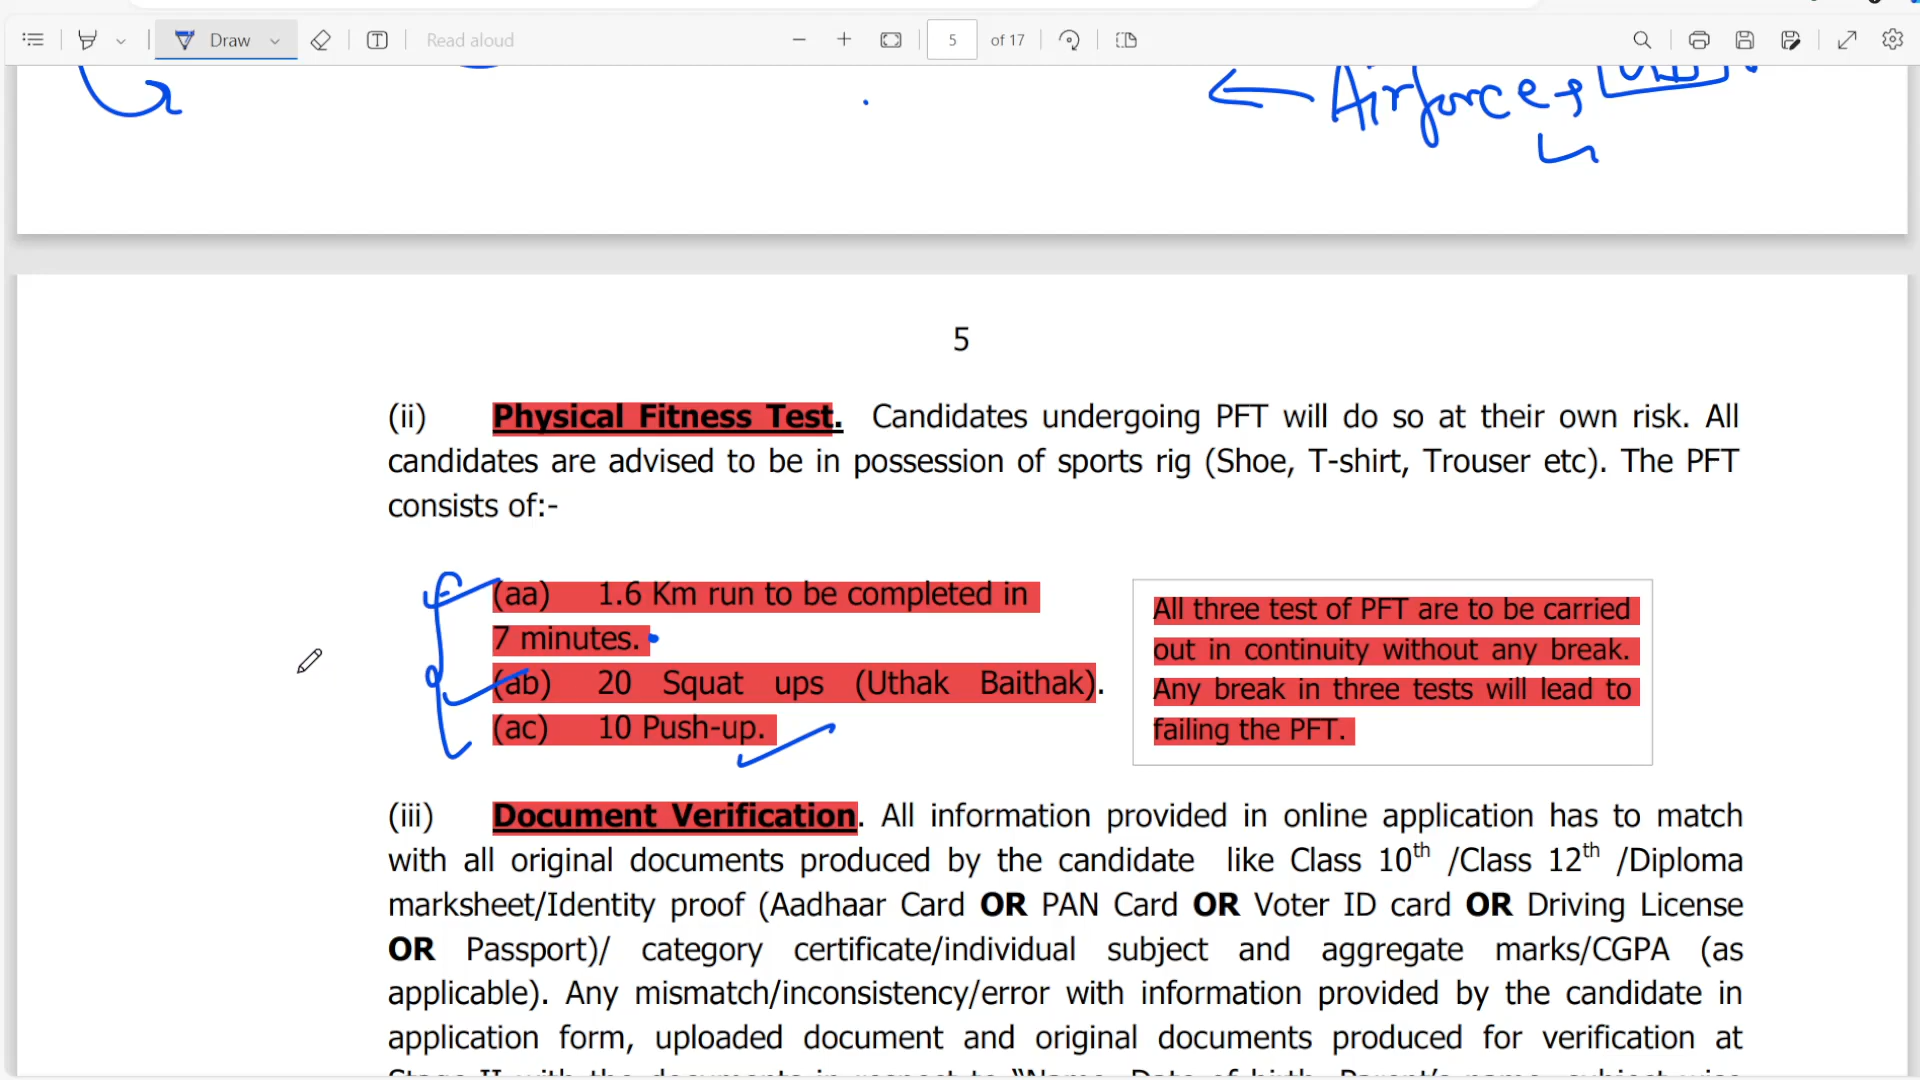 Draw
Read aloud
5 of 17
Airforce,
5
(ii) Physical Fitness Test. Candidates undergoing PFT will do so at their own risk. All
candidates are advised to be in possession of sports rig (Shoe, T-shirt, Trouser etc). The PFT
consists of:-
(aa) 1.6 Km run to be completed in
7 minutes.
(ab) 20 Squat ups (Uthak Baithak).
(ac) 10 Push-up.
All three test of PFT are to be carried
out in continuity without any break.
Any break in three tests will lead to
failing the PFT.
(iii) Document Verification. All information provided in online application has to match
with all original documents produced by the candidate like Class 10th /Class 12th /Diploma
marksheet/Identity proof (Aadhaar Card OR PAN Card OR Voter ID card OR Driving License
OR Passport)/ category certificate/individual subject and aggregate marks/CGPA (as
applicable). Any mismatch/inconsistency/error with information provided by the candidate in
application form, uploaded document and original documents produced for verification at